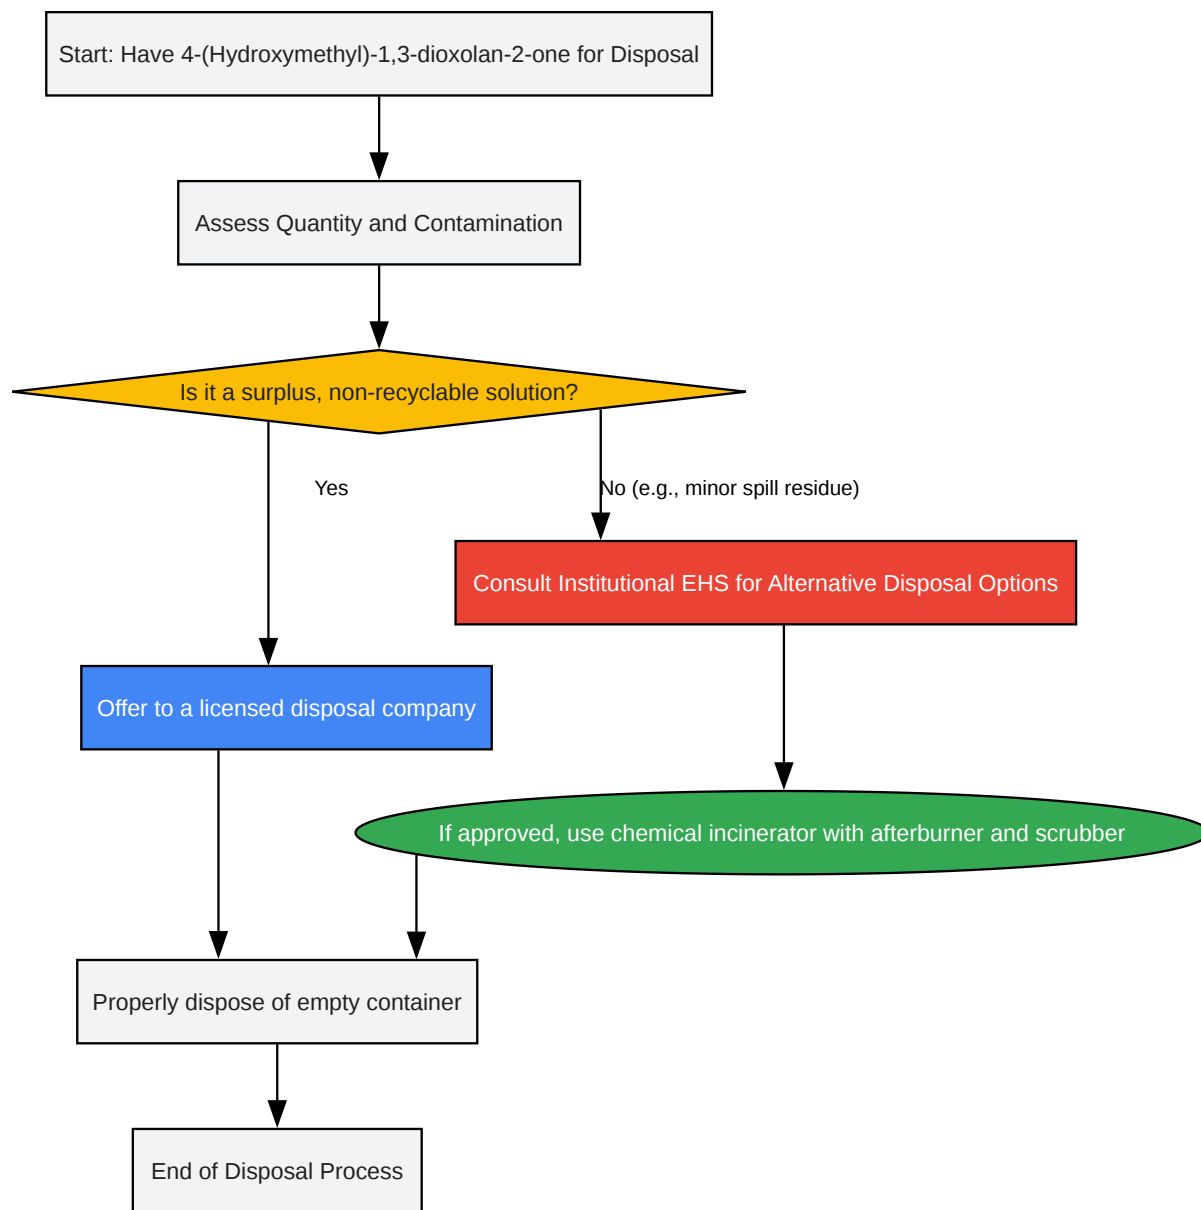 Start: Have 4-(Hydroxymethyl)-1,3-dioxolan-2-one for Disposal
Assess Quantity and Contamination
Is it a surplus, non-recyclable solution?
Yes
No (e.g., minor spill residue)
Consult Institutional EHS for Alternative Disposal Options
Offer to a licensed disposal company
If approved, use chemical incinerator with afterburner and scrubber
Properly dispose of empty container
End of Disposal Process